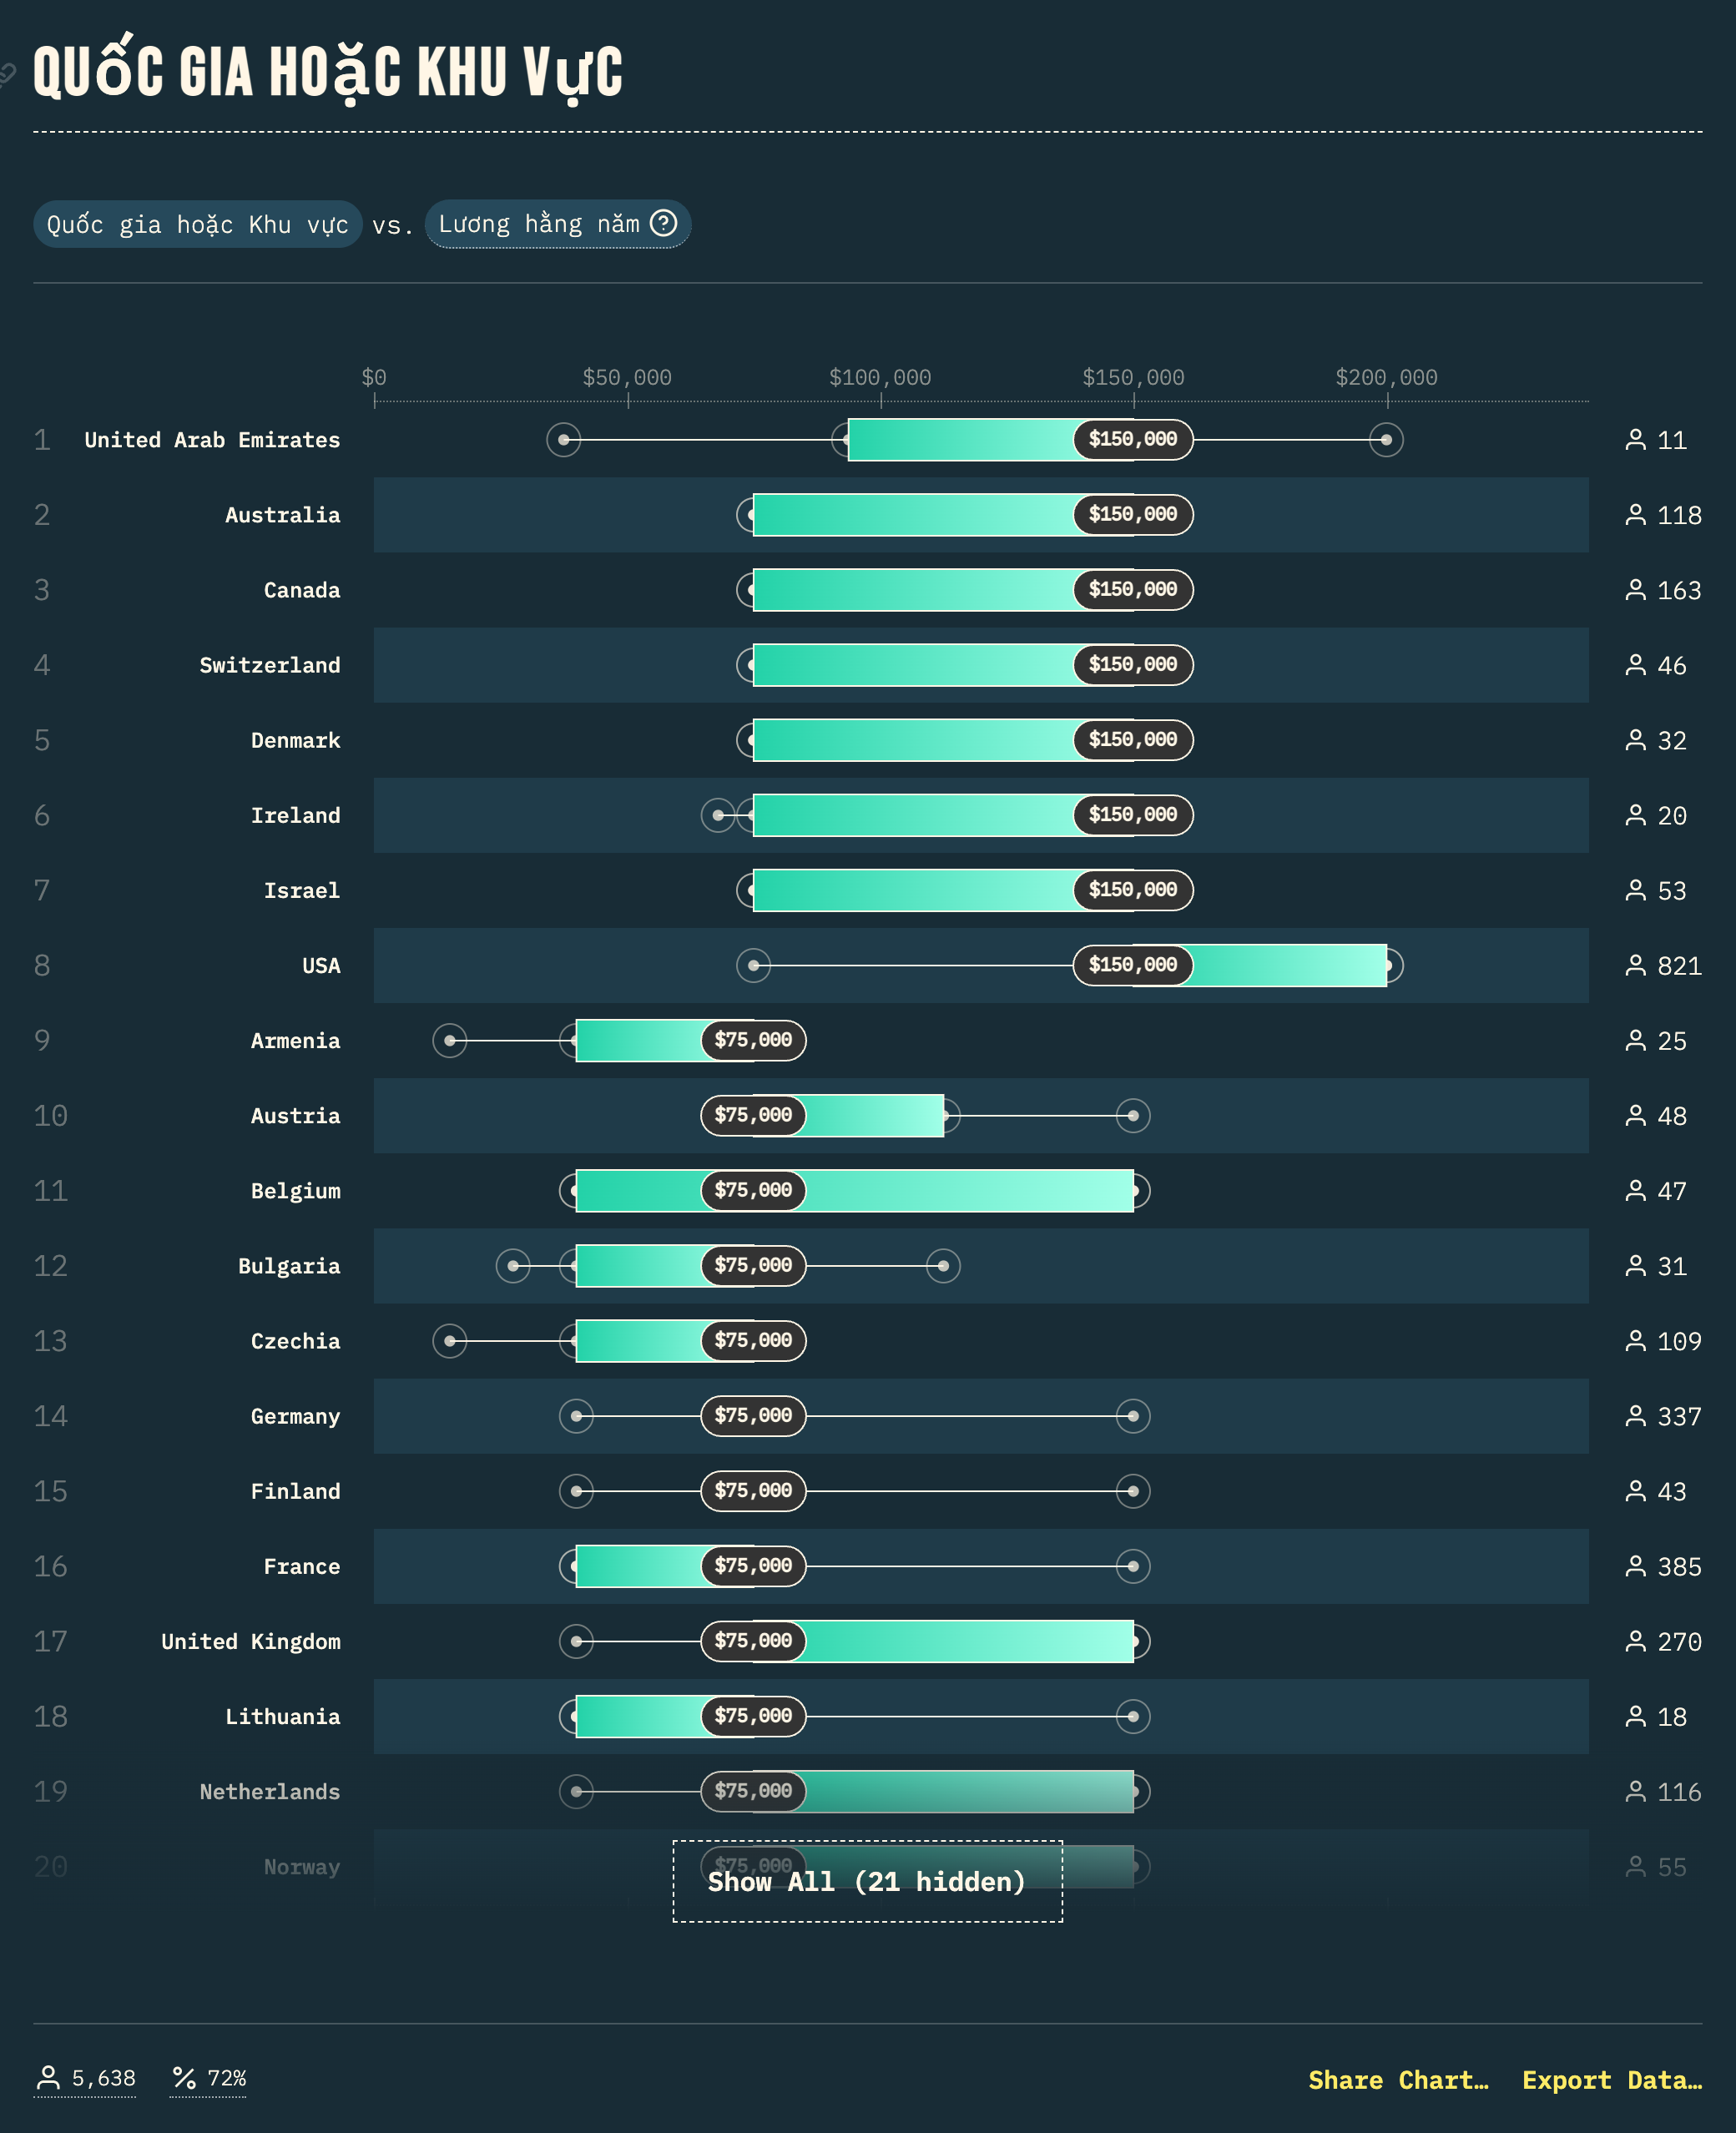 QUỐC GIA HOẶC KHU VỰC
Quốc gia hoặc Khu vực vs. Lương hằng năm ?
$0 $50,000 $100,000 $150,000 $200,000
1 United Arab Emirates $150,000 11
2 Australia $150,000 118
3 Canada $150,000 163
4 Switzerland $150,000 46
5 Denmark $150,000 32
6 Ireland $150,000 20
7 Israel $150,000 53
8 USA $150,000 821
9 Armenia $75,000 25
10 Austria $75,000 48
11 Belgium $75,000 47
12 Bulgaria $75,000 31
13 Czechia $75,000 109
14 Germany $75,000 337
15 Finland $75,000 43
16 France $75,000 385
17 United Kingdom $75,000 270
18 Lithuania $75,000 18
19 Netherlands $75,000 116
20 Norway $75,000 55
Show All (21 hidden)
5,638 72% Share Chart… Export Data…